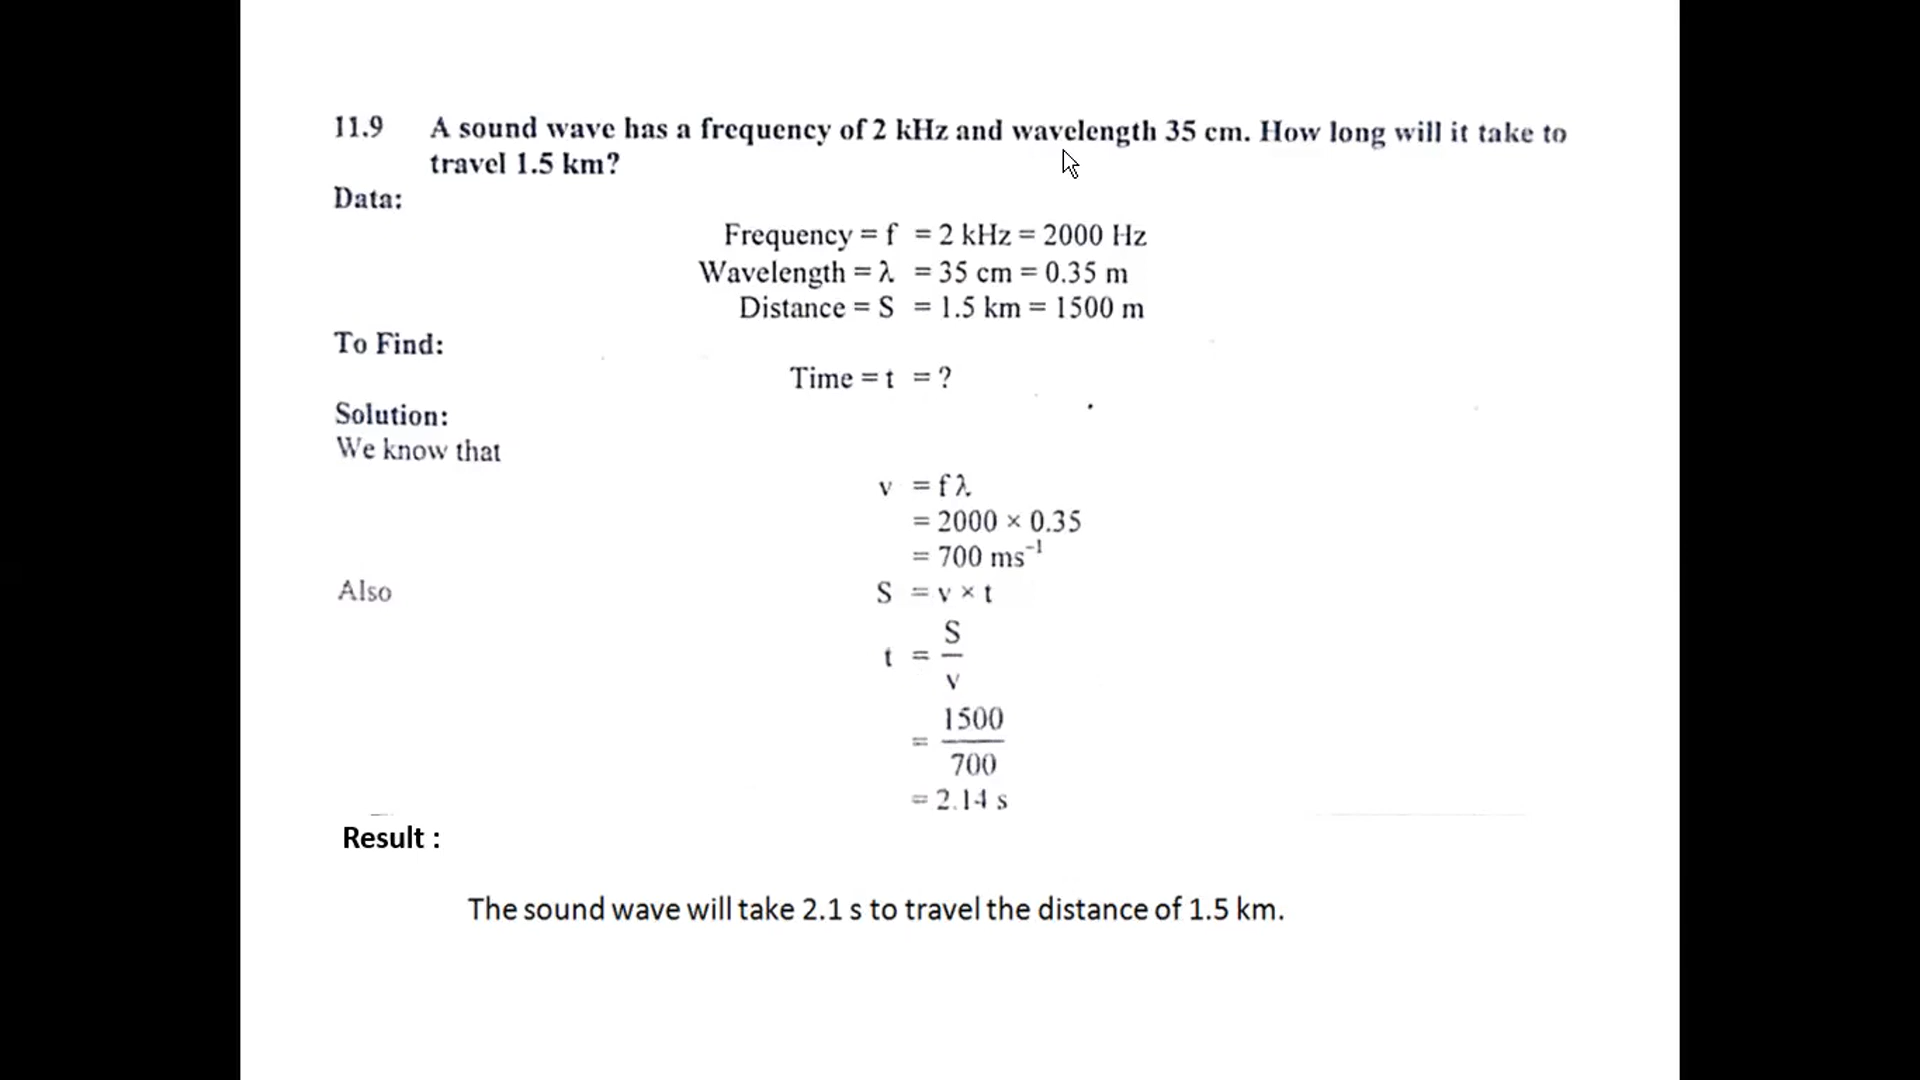 11.9 A sound wave has a frequency of 2 kHz and wavelength 35 cm. How long will it take to
travel 1.5 km?
Data:
Frequency = f = 2 kHz = 2000 Hz
Wavelength = λ = 35 cm = 0.35 m
Distance = S = 1.5 km = 1500 m
To Find:
Time = t = ?
Solution:
We know that
v = f λ
= 2000 × 0.35
= 700 ms⁻¹
Also S = v × t
t = S
v
= 1500
700
= 2.14 s
Result :
The sound wave will take 2.1 s to travel the distance of 1.5 km.